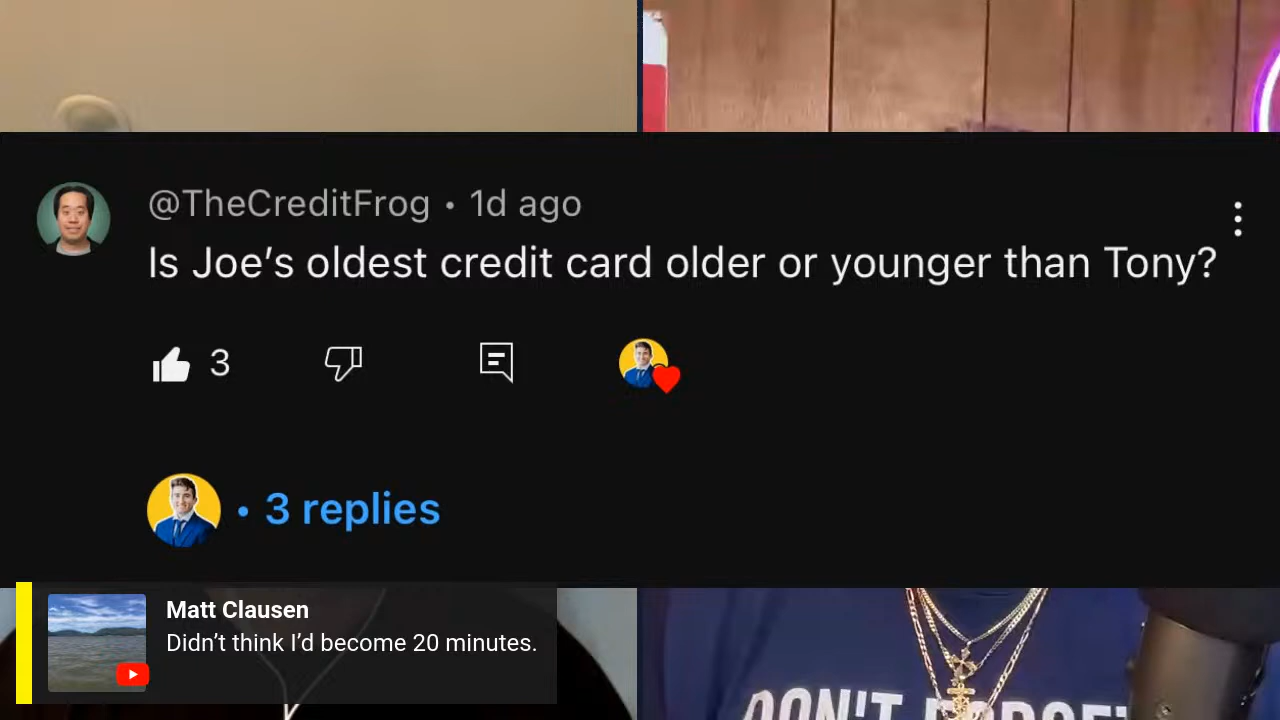 @TheCreditFrog • 1d ago
Is Joe’s oldest credit card older or younger than Tony?
3
• 3 replies
Matt Clausen
Didn’t think I’d become 20 minutes.
DON'T